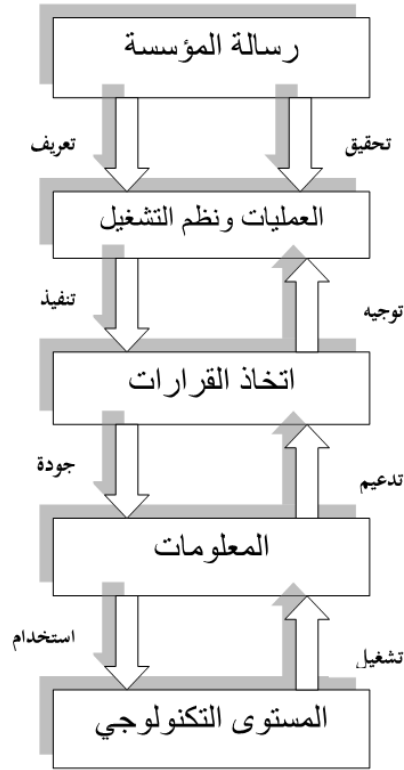 رسالة المؤسسة
تحقيق
تعريف
العمليات ونظم التشغيل
تنفيذ
توجيه
اتخاذ القرارات
جودة
تدعيم
المعلومات
استخدام
تشغيل
المستوى التكنولوجي